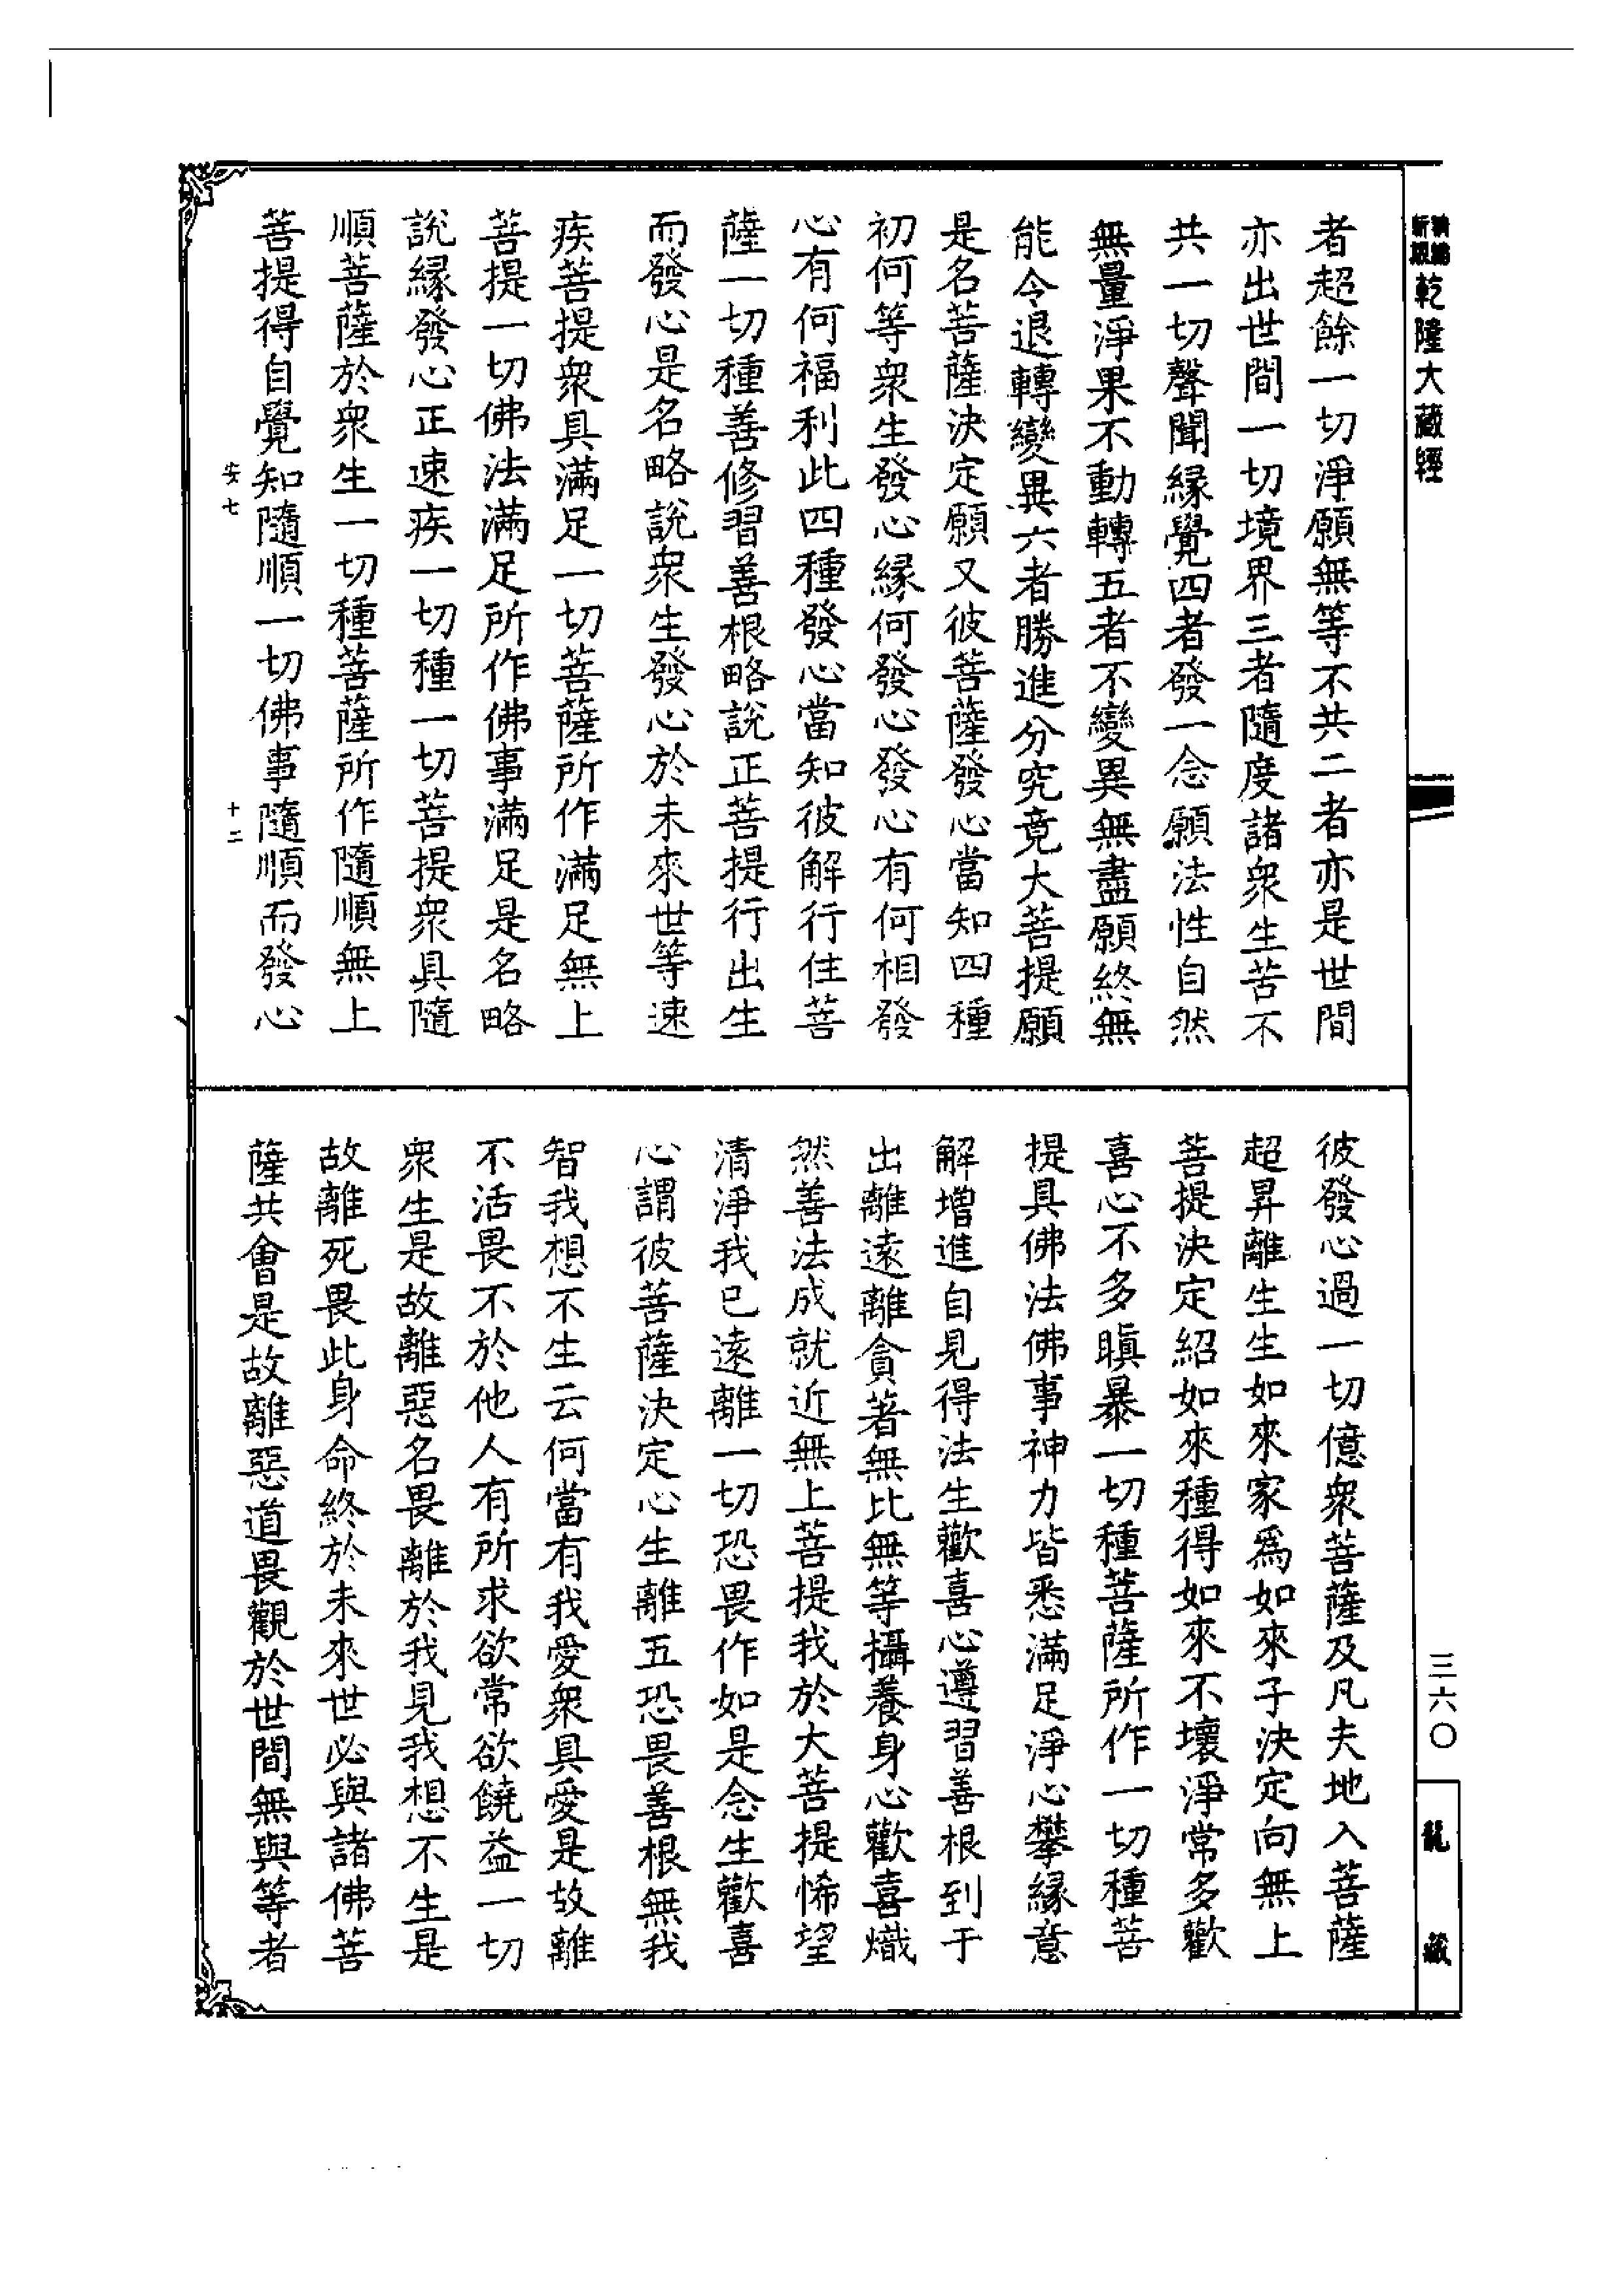 新版精編乾隆大藏經
者超餘一切淨願無等不共二者亦是世間
亦出世間一切境界三者隨度諸衆生苦不
共一切聲聞緣覺四者發一念願法性自然
無量淨果不動轉五者不變異無盡願終無
能令退轉變異六者勝進分究竟大菩提願
是名菩薩決定願又彼菩薩發心當知四種
初何等衆生發心緣何發心發心有何相發
心有何福利此四種發心當知彼解行住菩
薩一切種善修習善根略說正菩提行出生
而發心是名略說衆生發心於未來世等速
疾菩提衆具滿足一切菩薩所作滿足無上
菩提一切佛法滿足所作佛事滿足是名略
說緣發心正速疾一切種一切菩提衆具隨
順菩薩於衆生一切種菩薩所作隨順無上
菩提得自覺知隨順一切佛事隨順而發心
安七 十二
彼發心過一切億衆菩薩及凡夫地入菩薩
超昇離生生如來家爲如來子決定向無上
菩提決定紹如來種得如來不壞淨常多歡
喜心不多瞋暴一切種菩薩所作一切種菩
提具佛法佛事神力皆悉滿足淨心攀緣意
解增進自見得法生歡喜心遵習善根到于
出離遠離貪著無比無等攝養身心歡喜熾
然善法成就近無上菩提我於大菩提悕望
清淨我已遠離一切恐畏作如是念生歡喜
心謂彼菩薩決定心生離五恐畏善根無我
智我想不生云何當有我愛衆具愛是故離
不活畏不於他人有所求欲常欲饒益一切
衆生是故離惡名畏離於我見我想不生是
故離死畏此身命終於未來世必與諸佛菩
薩共會是故離惡道畏觀於世間無與等者
三六〇
龍藏